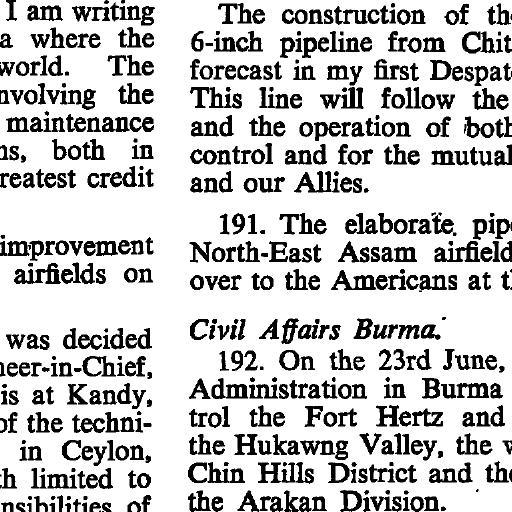 I am writing
a where the
world. The
nvolving the
maintenance
ns, both in
reatest credit
improvement
airfields on
was decided
neer-in-Chief,
is at Kandy,
of the techni-
in Ceylon,
th limited to
nsibilities of
The construction of th
6-inch pipeline from Chit
forecast in my first Despat
This line will follow the
and the operation of both
control and for the mutual
and our Allies.
191. The elaborate pip
North-East Assam airfield
over to the Americans at t
Civil Affairs Burma.
192. On the 23rd June,
Administration in Burma
trol the Fort Hertz and
the Hukawng Valley, the w
Chin Hills District and the
the Arakan Division.